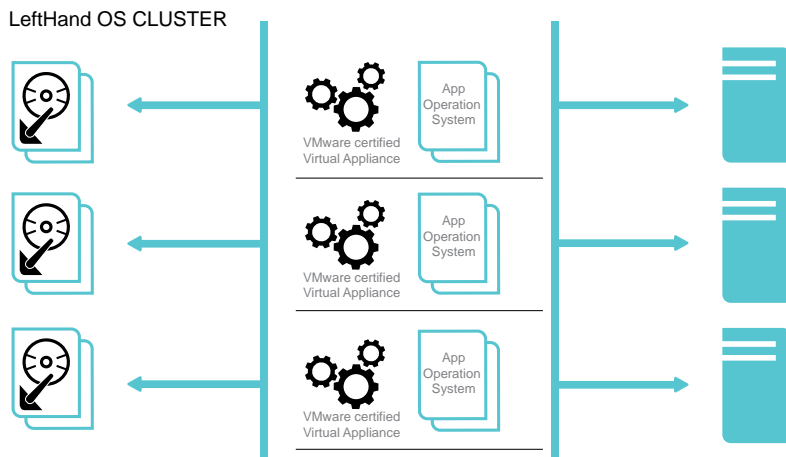 LeftHand OS CLUSTER
App
Operation
System
VMware certified
Virtual Appliance
App
Operation
System
VMware certified
Virtual Appliance
App
Operation
System
VMware certified
Virtual Appliance